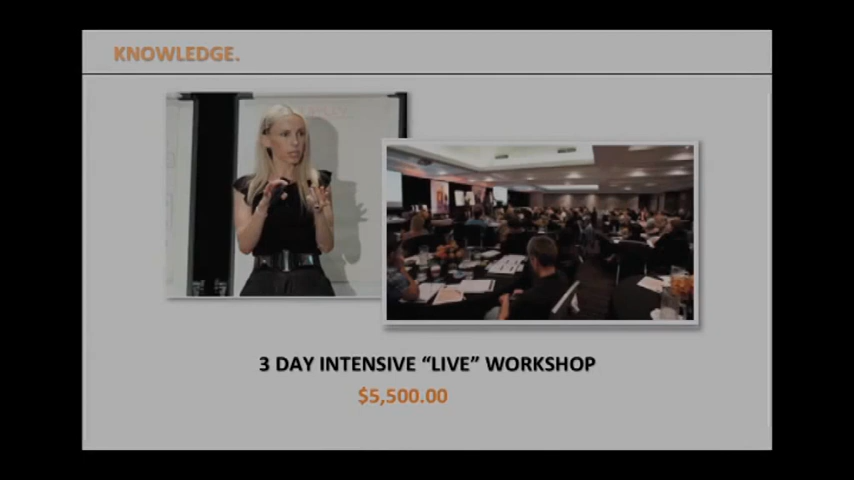 KNOWLEDGE.
3 DAY INTENSIVE “LIVE” WORKSHOP
$5,500.00